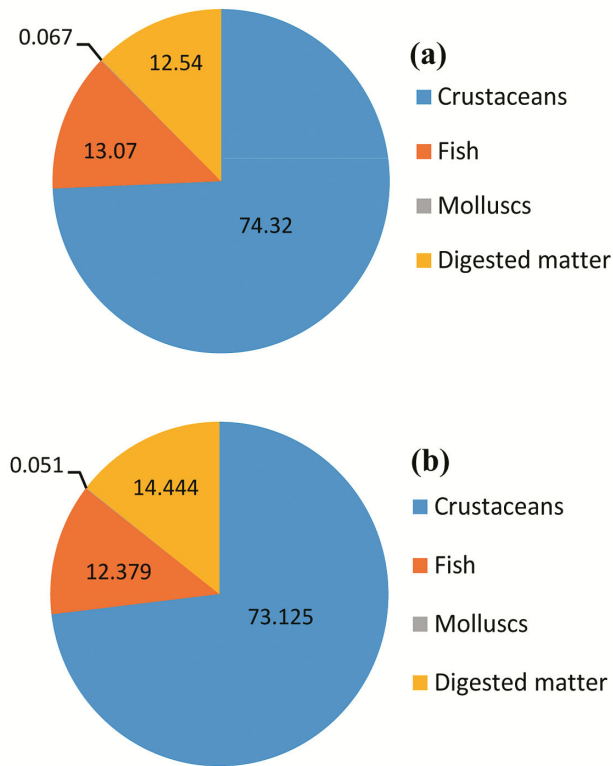 0.067
12.54
13.07
74.32
(a)
Crustaceans
Fish
Molluscs
Digested matter
0.051
14.444
12.379
73.125
(b)
Crustaceans
Fish
Molluscs
Digested matter